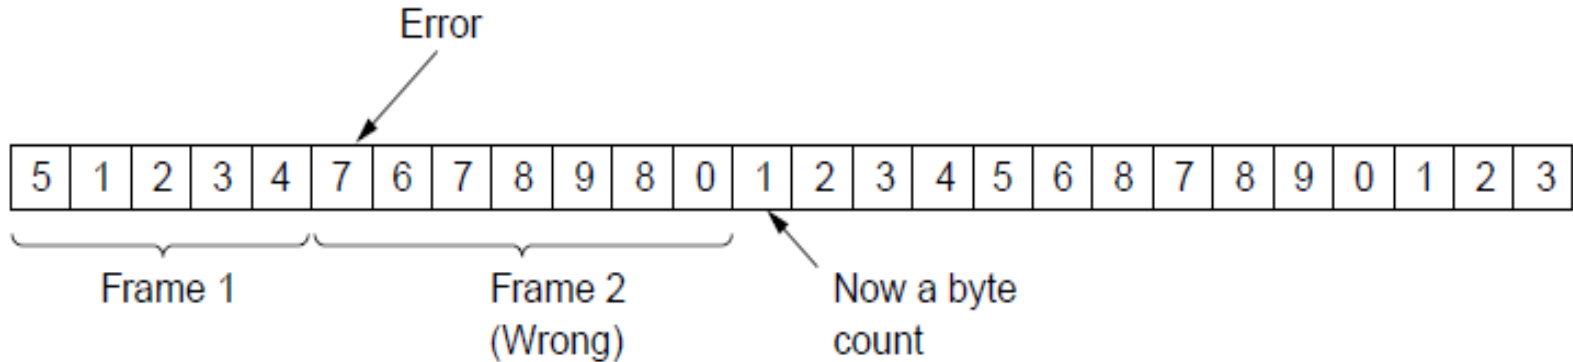 Error
5 1 2 3 4 7 6 7 8 9 8 0 1 2 3 4 5 6 8 7 8 9 0 1 2 3
Frame 1
Frame 2
(Wrong)
Now a byte
count